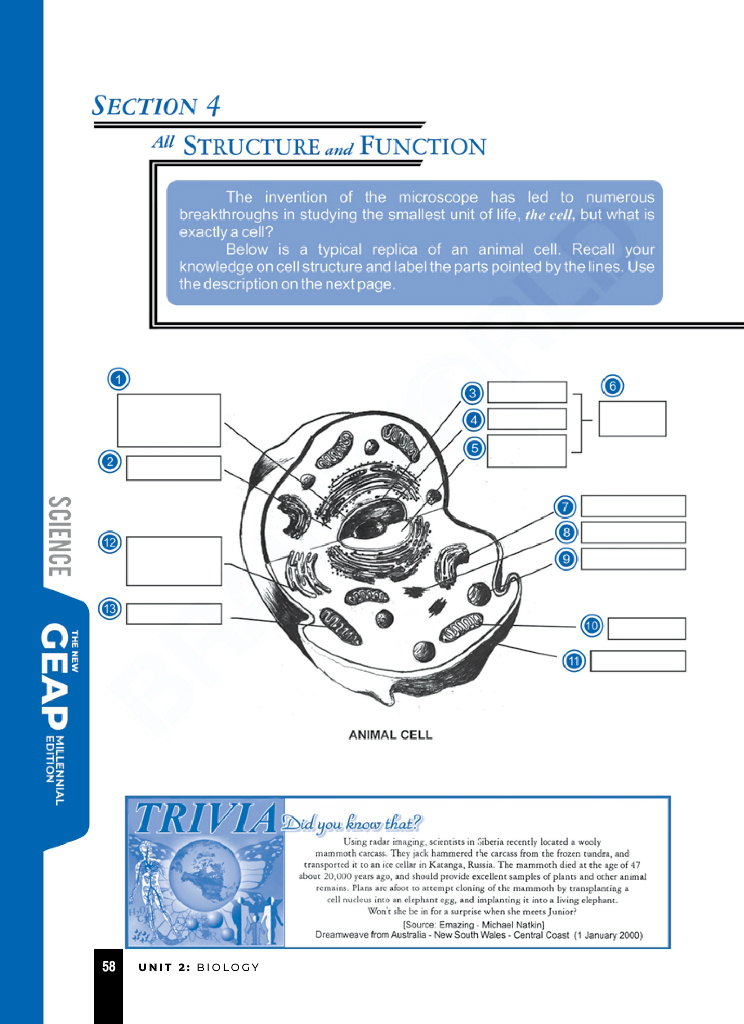 SECTION 4
All STRUCTURE and FUNCTION
The invention of the microscope has led to numerous
breakthroughs in studying the smallest unit of life, the cell, but what is
exactly a cell?
Below is a typical replica of an animal cell. Recall your
knowledge on cell structure and label the parts pointed by the lines. Use
the description on the next page.
1
2
12
13
3
4
5
6
7
8
9
10
11
ANIMAL CELL
SCIENCE
THE NEW
GEAP
MILLENNIAL
EDITION
TRIVIA Did you know that?
Using radar imaging, scientists in Siberia recently located a wooly
mammoth carcass. They jack hammered the carcass from the frozen tundra, and
transported it to an ice cellar in Katanga, Russia. The mammoth died at the age of 47
about 20,000 years ago, and should provide excellent samples of plants and other animal
remains. Plans are afoot to attempt cloning of the mammoth by transplanting a
cell nucleus into an elephant egg, and implanting it into a living elephant.
Won't she be in for a surprise when she meets Junior?
[Source: Emazing - Michael Natkin]
Dreamweave from Australia - New South Wales - Central Coast (1 January 2000)
58 UNIT 2: BIOLOGY